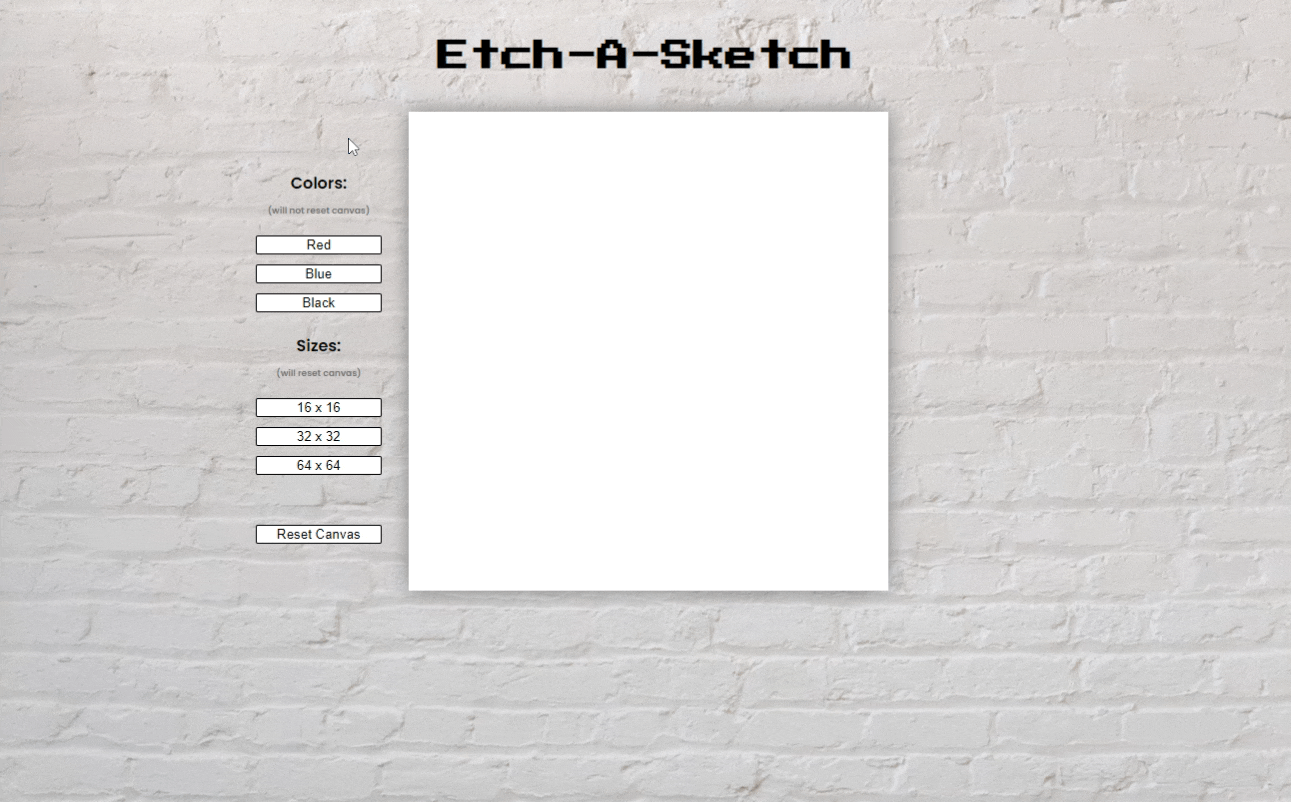 Etch-A-Sketch
Colors:
(will not reset canvas)
Red
Blue
Black
Sizes:
(will reset canvas)
16 x 16
32 x 32
64 x 64
Reset Canvas